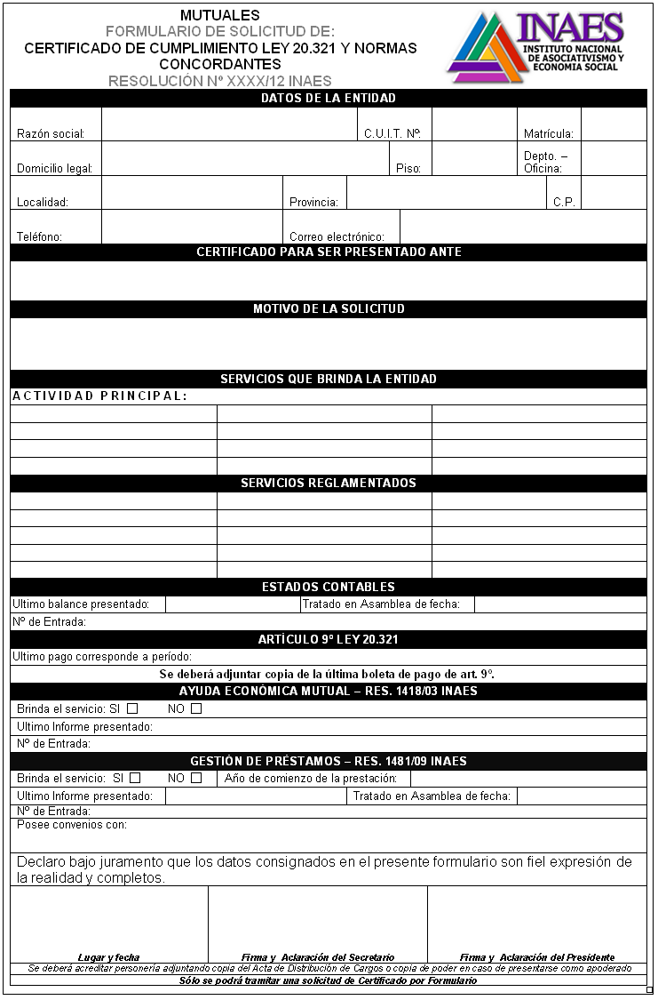 MUTUALES
FORMULARIO DE SOLICITUD DE:
CERTIFICADO DE CUMPLIMIENTO LEY 20.321 Y NORMAS
CONCORDANTES
RESOLUCIÓN Nº XXXX/12 INAES
INAES
INSTITUTO NACIONAL
DE ASOCIATIVISMO Y
ECONOMIA SOCIAL
DATOS DE LA ENTIDAD
Razón social: C.U.I.T. Nº: Matrícula:
Domicilio legal: Piso: Depto. – Oficina:
Localidad: Provincia: C.P.
Teléfono: Correo electrónico:
CERTIFICADO PARA SER PRESENTADO ANTE
MOTIVO DE LA SOLICITUD
SERVICIOS QUE BRINDA LA ENTIDAD
ACTIVIDAD PRINCIPAL:
SERVICIOS REGLAMENTADOS
ESTADOS CONTABLES
Ultimo balance presentado: Tratado en Asamblea de fecha:
Nº de Entrada:
ARTÍCULO 9º LEY 20.321
Ultimo pago corresponde a período:
Se deberá adjuntar copia de la última boleta de pago de art. 9º.
AYUDA ECONÓMICA MUTUAL – RES. 1418/03 INAES
Brinda el servicio: SI NO
Ultimo Informe presentado:
Nº de Entrada:
GESTIÓN DE PRÉSTAMOS – RES. 1481/09 INAES
Brinda el servicio: SI NO Año de comienzo de la prestación:
Ultimo Informe presentado: Tratado en Asamblea de fecha:
Nº de Entrada:
Posee convenios con:
Declaro bajo juramento que los datos consignados en el presente formulario son fiel expresión de
la realidad y completos.
Lugar y fecha Firma y Aclaración del Secretario Firma y Aclaración del Presidente
Se deberá acreditar personería adjuntando copia del Acta de Distribución de Cargos o copia de poder en caso de presentarse como apoderado
Sólo se podrá tramitar una solicitud de Certificado por Formulario